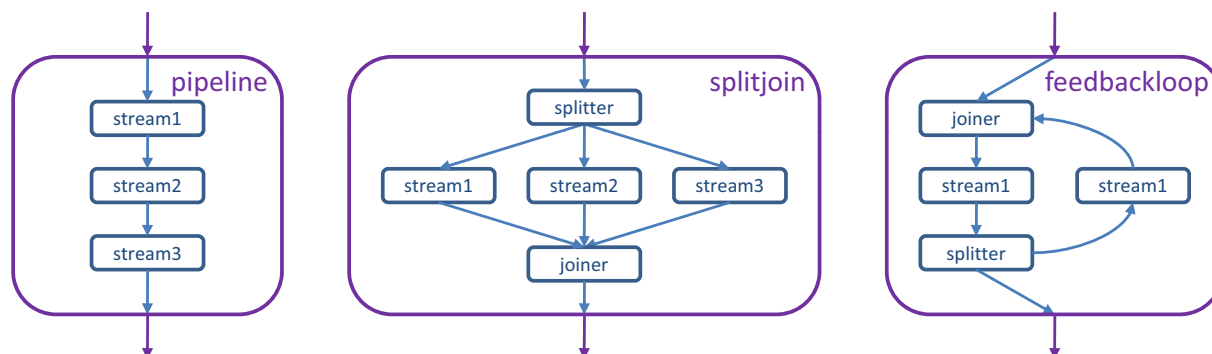 pipeline
stream1
stream2
stream3
splitjoin
splitter
stream1 stream2 stream3
joiner
feedbackloop
joiner
stream1 stream1
splitter